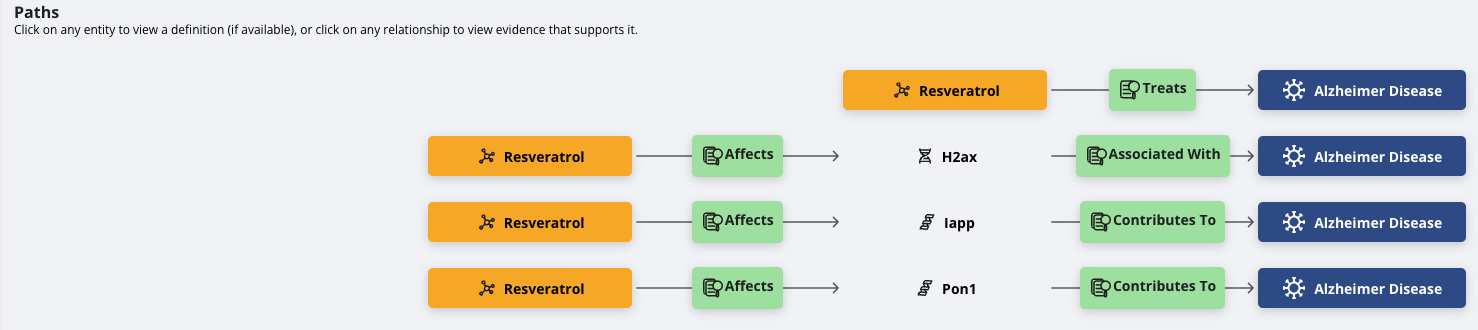 Paths
Click on any entity to view a definition (if available), or click on any relationship to view evidence that supports it.
Resveratrol Treats Alzheimer Disease
Resveratrol Affects H2ax Associated With Alzheimer Disease
Resveratrol Affects Iapp Contributes To Alzheimer Disease
Resveratrol Affects Pon1 Contributes To Alzheimer Disease